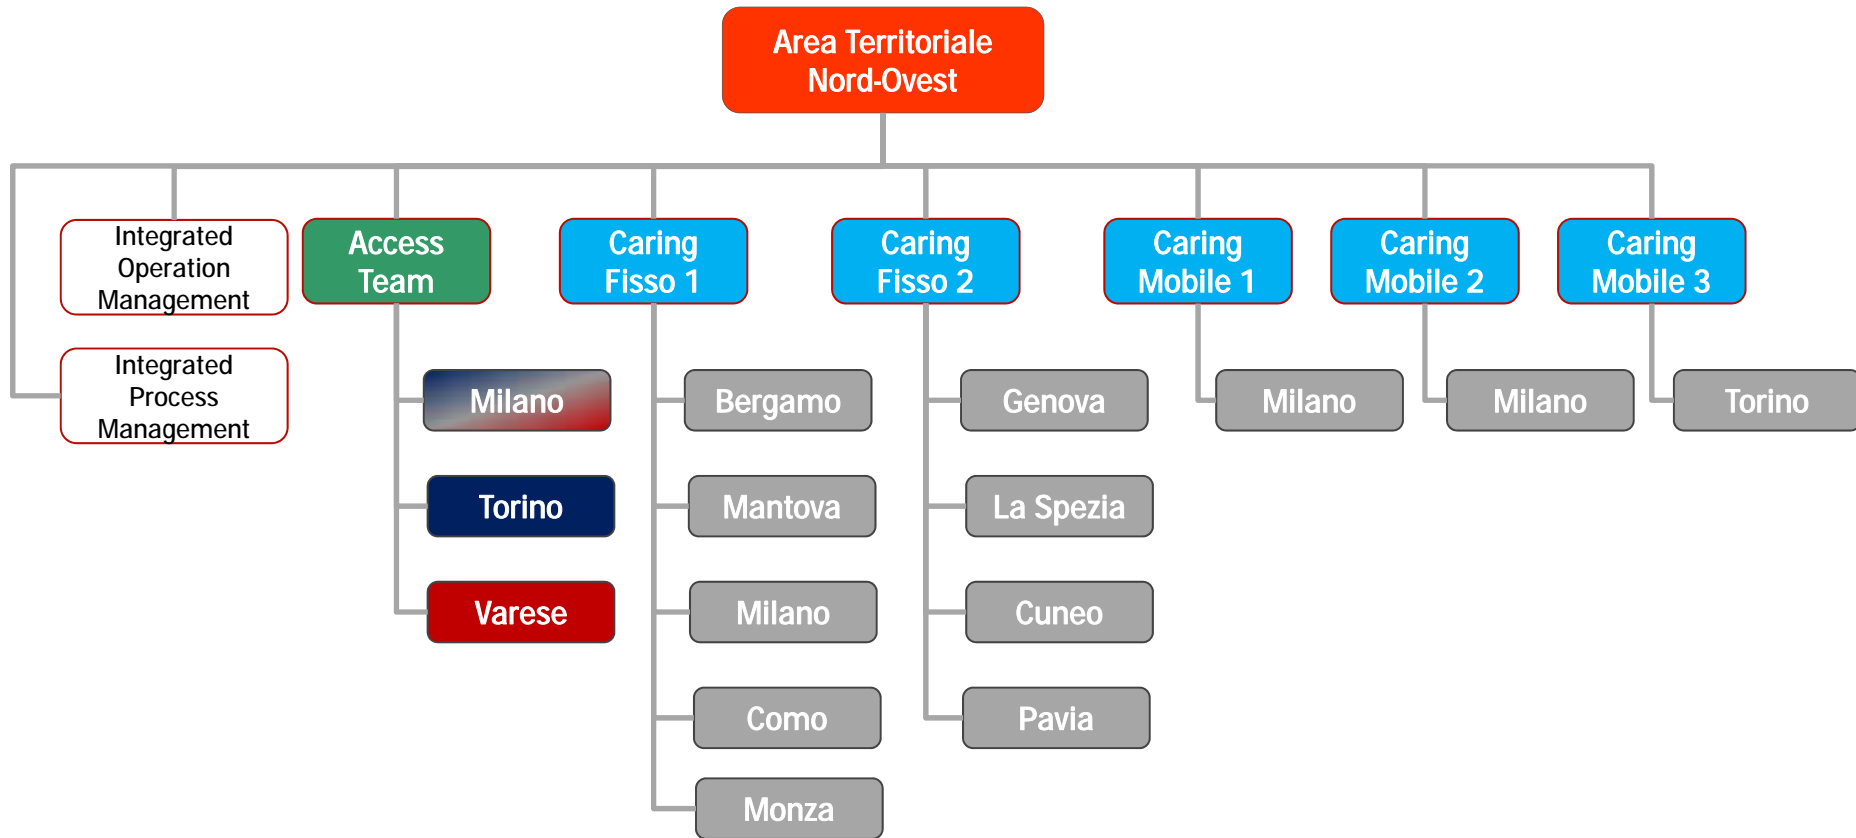 Area Territoriale
Nord-Ovest
Integrated
Operation
Management
Access
Team
Caring
Fisso 1
Caring
Fisso 2
Caring
Mobile 1
Caring
Mobile 2
Caring
Mobile 3
Integrated
Process
Management
Milano
Bergamo
Genova
Milano
Milano
Torino
Torino
Mantova
La Spezia
Varese
Milano
Cuneo
Como
Pavia
Monza